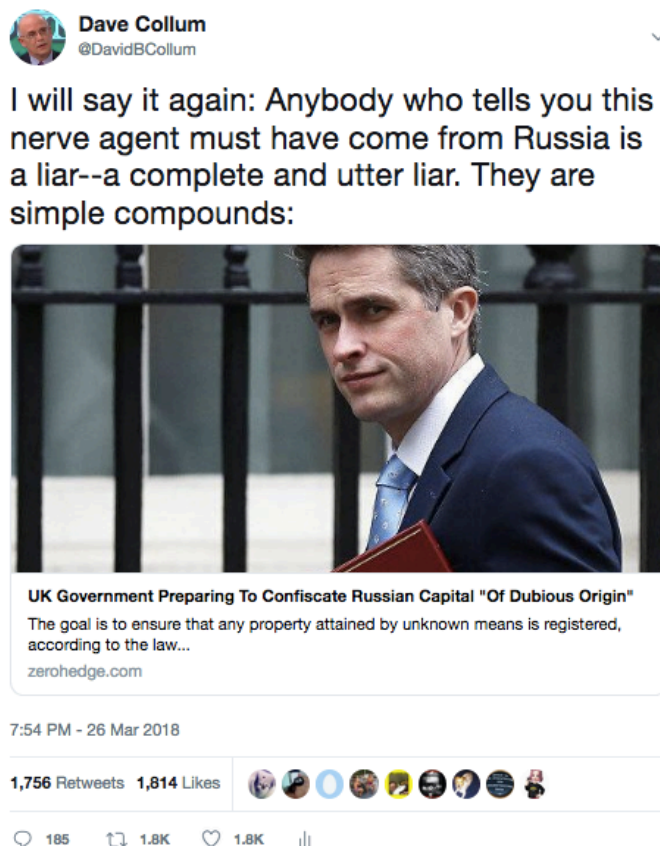 Dave Collum
@DavidBCollum
I will say it again: Anybody who tells you this
nerve agent must have come from Russia is
a liar--a complete and utter liar. They are
simple compounds:
UK Government Preparing To Confiscate Russian Capital "Of Dubious Origin"
The goal is to ensure that any property attained by unknown means is registered,
according to the law...
zerohedge.com
7:54 PM - 26 Mar 2018
1,756 Retweets 1,814 Likes
185 1.8K 1.8K